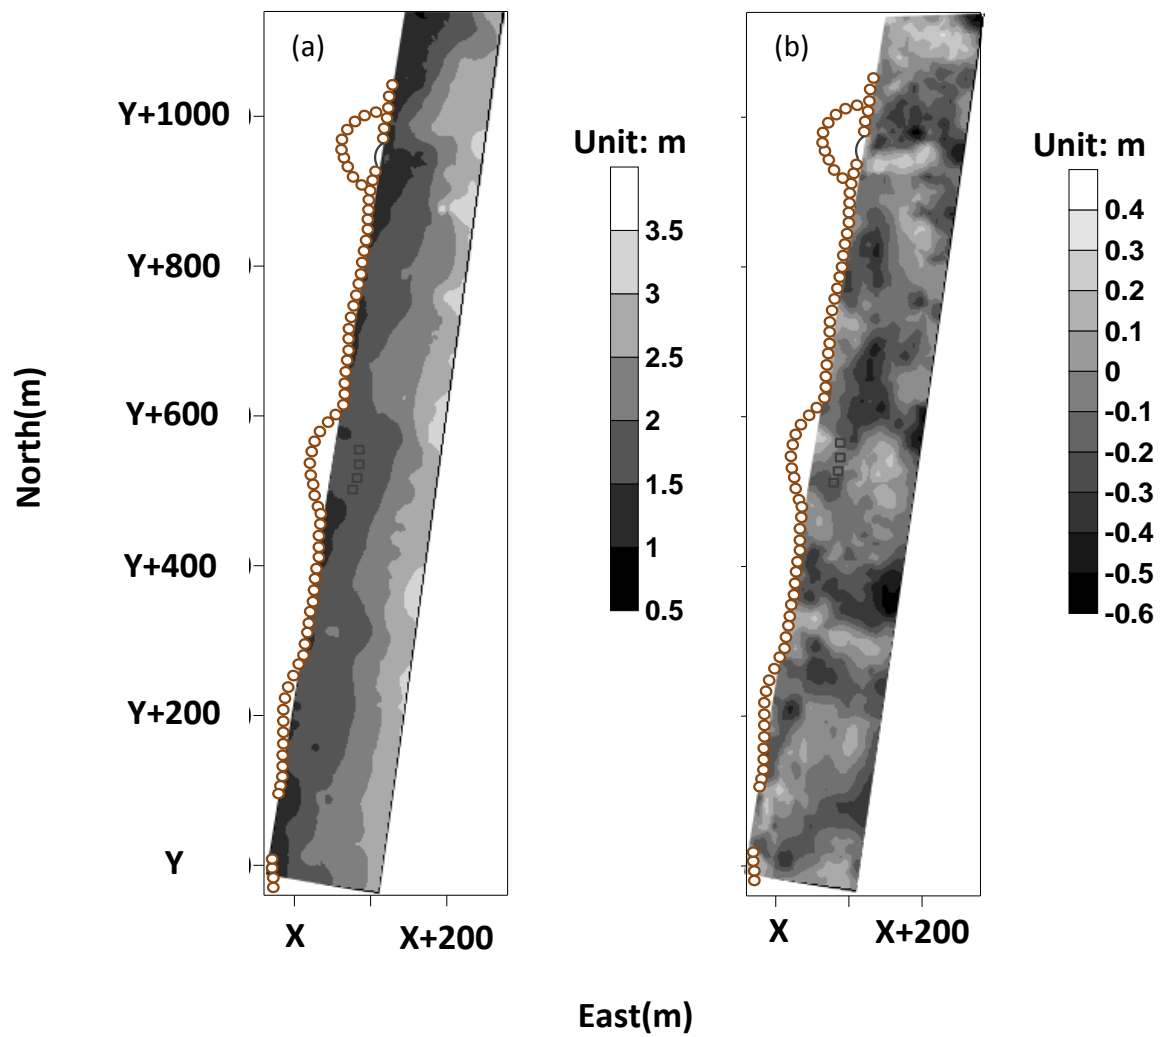 (a)
(b)
Unit: m
3.5
3
2.5
2
1.5
1
0.5
Unit: m
0.4
0.3
0.2
0.1
0
-0.1
-0.2
-0.3
-0.4
-0.5
-0.6
North(m)
Y+1000
Y+800
Y+600
Y+400
Y+200
Y
X
X+200
X
X+200
East(m)